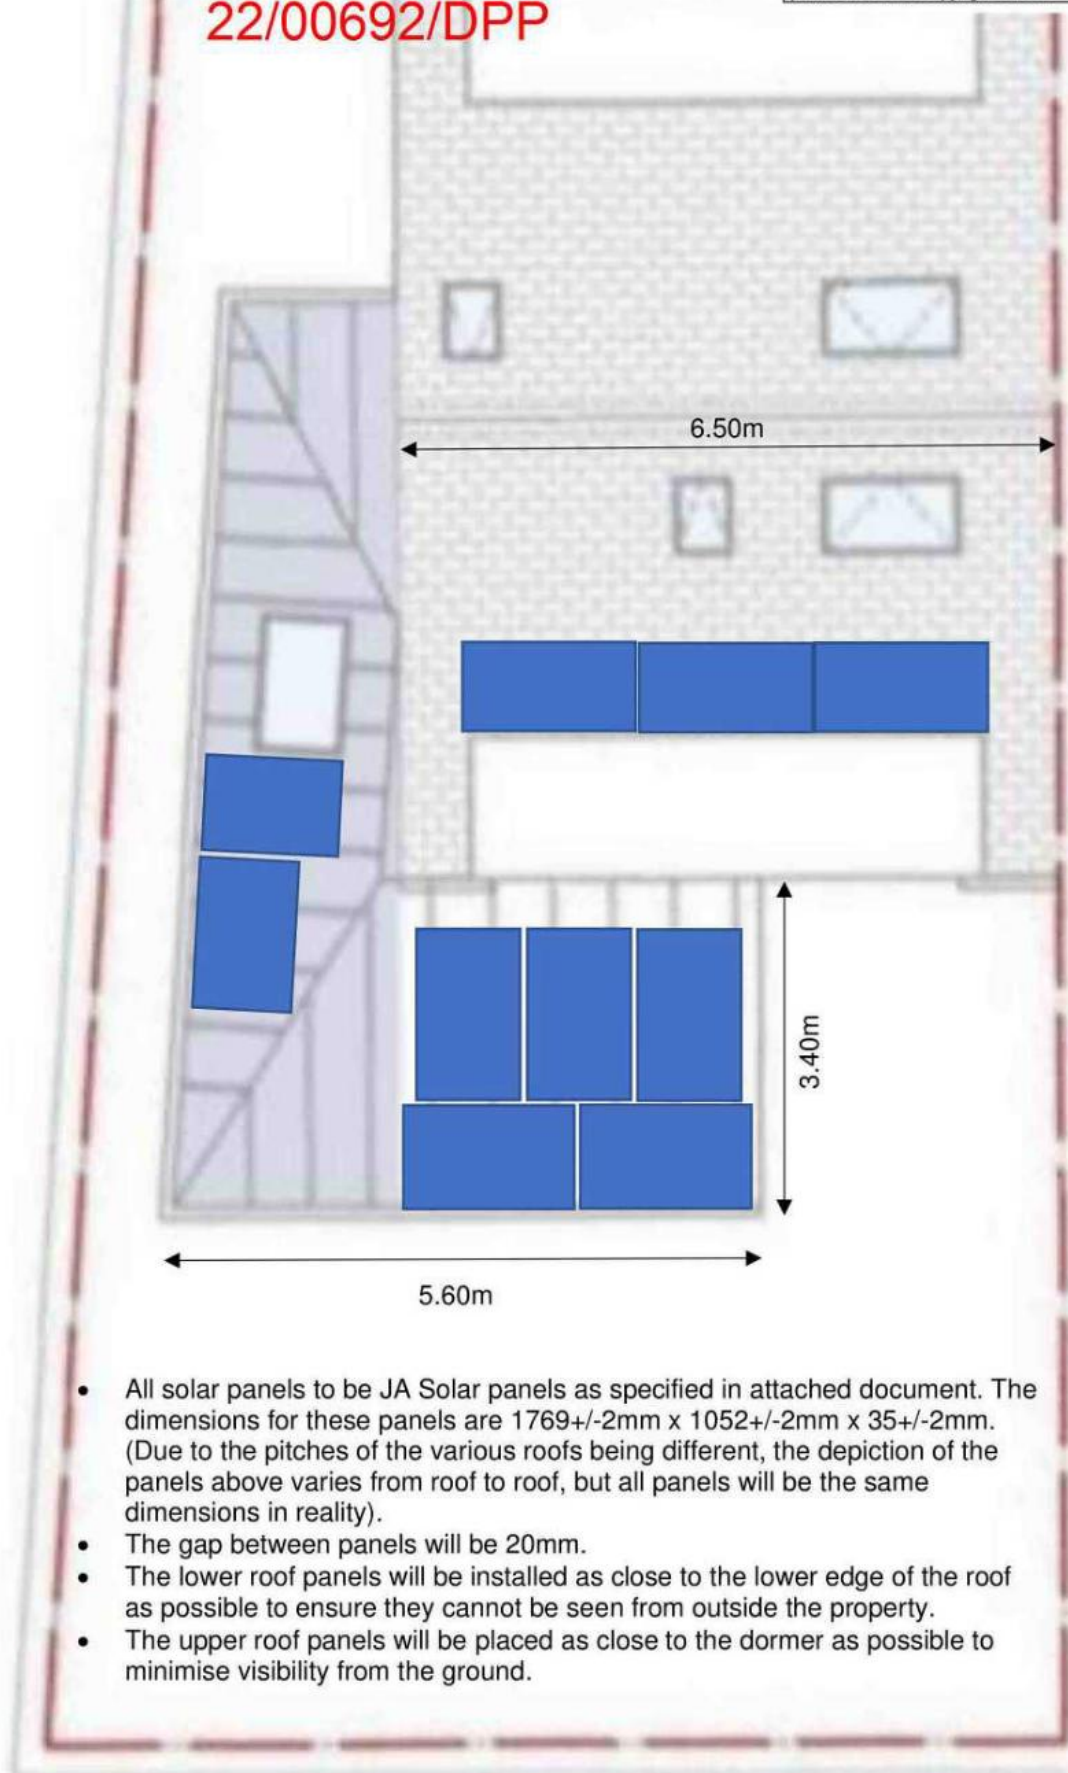 22/00692/DPP
6.50m
3.40m
5.60m
• All solar panels to be JA Solar panels as specified in attached document. The
dimensions for these panels are 1769+/-2mm x 1052+/-2mm x 35+/-2mm.
(Due to the pitches of the various roofs being different, the depiction of the
panels above varies from roof to roof, but all panels will be the same
dimensions in reality).
• The gap between panels will be 20mm.
• The lower roof panels will be installed as close to the lower edge of the roof
as possible to ensure they cannot be seen from outside the property.
• The upper roof panels will be placed as close to the dormer as possible to
minimise visibility from the ground.